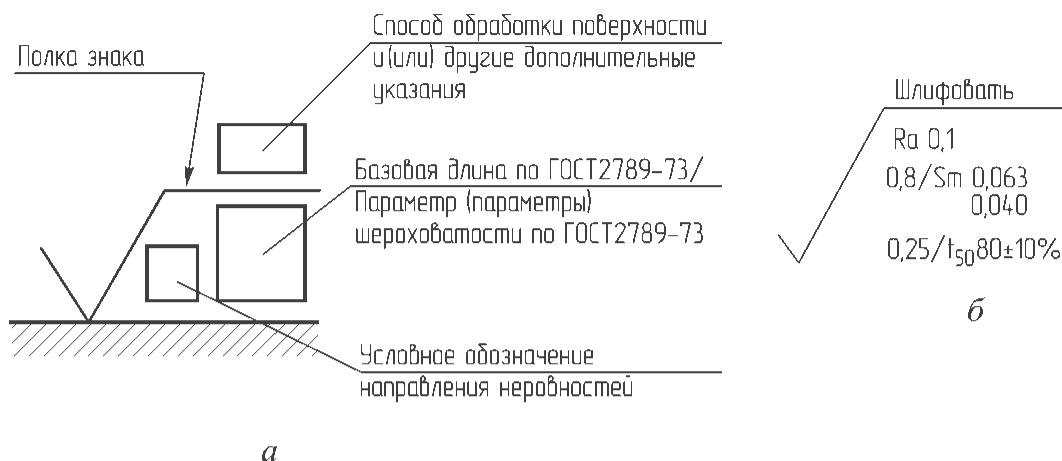 Способ обработки поверхности
и(или) другие дополнительные
указания
Полка знака
Базовая длина по ГОСТ2789-73/
Параметр (параметры)
шероховатости по ГОСТ2789-73
Условное обозначение
направления неровностей
а
Шлифовать
Ra 0,1
0,8/Sm 0,063
0,040
0,25/t50 80±10%
б